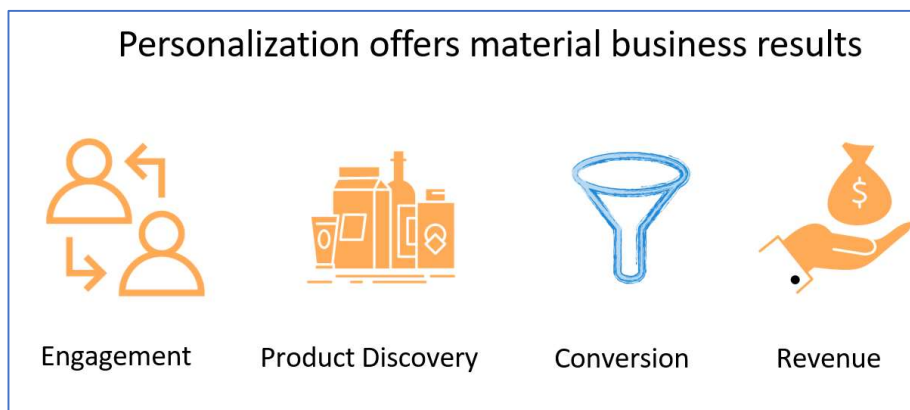 Personalization offers material business results
$
Engagement
Product Discovery
Conversion
Revenue